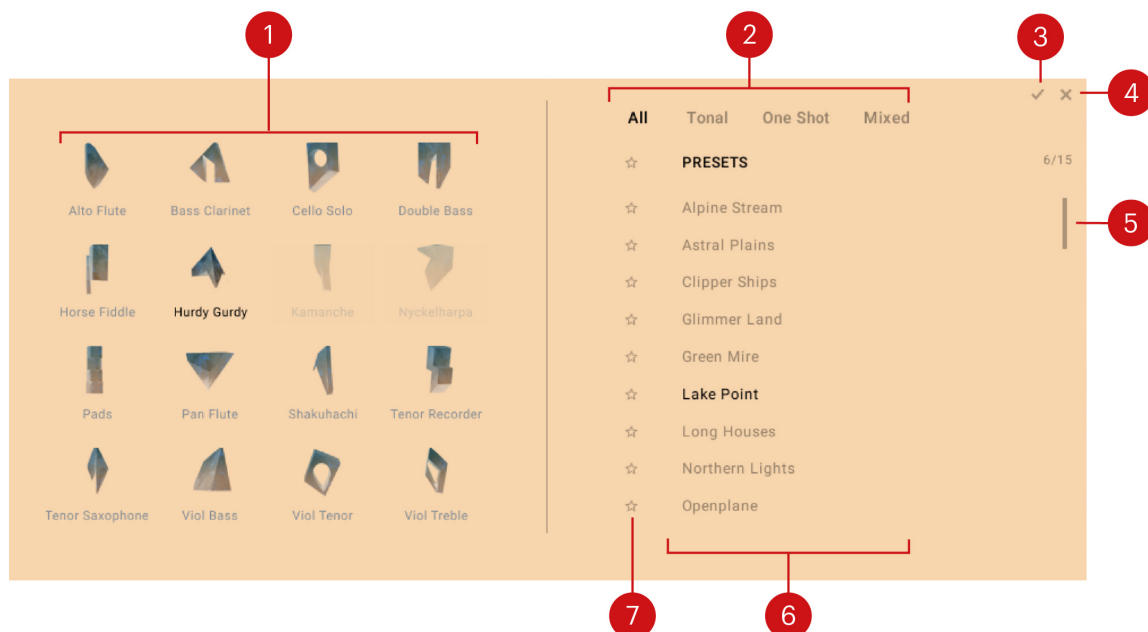 1
2
3
4
All Tonal One Shot Mixed
PRESETS 6/15
Alto Flute Bass Clarinet Cello Solo Double Bass
Alpine Stream
5
Astral Plains
Clipper Ships
Horse Fiddle Hurdy Gurdy Kamanche Nyckelharpa
Glimmer Land
Green Mire
Lake Point
Pads Pan Flute Shakuhachi Tenor Recorder
Long Houses
Northern Lights
Openplane
Tenor Saxophone Viol Bass Viol Tenor Viol Treble
7
6